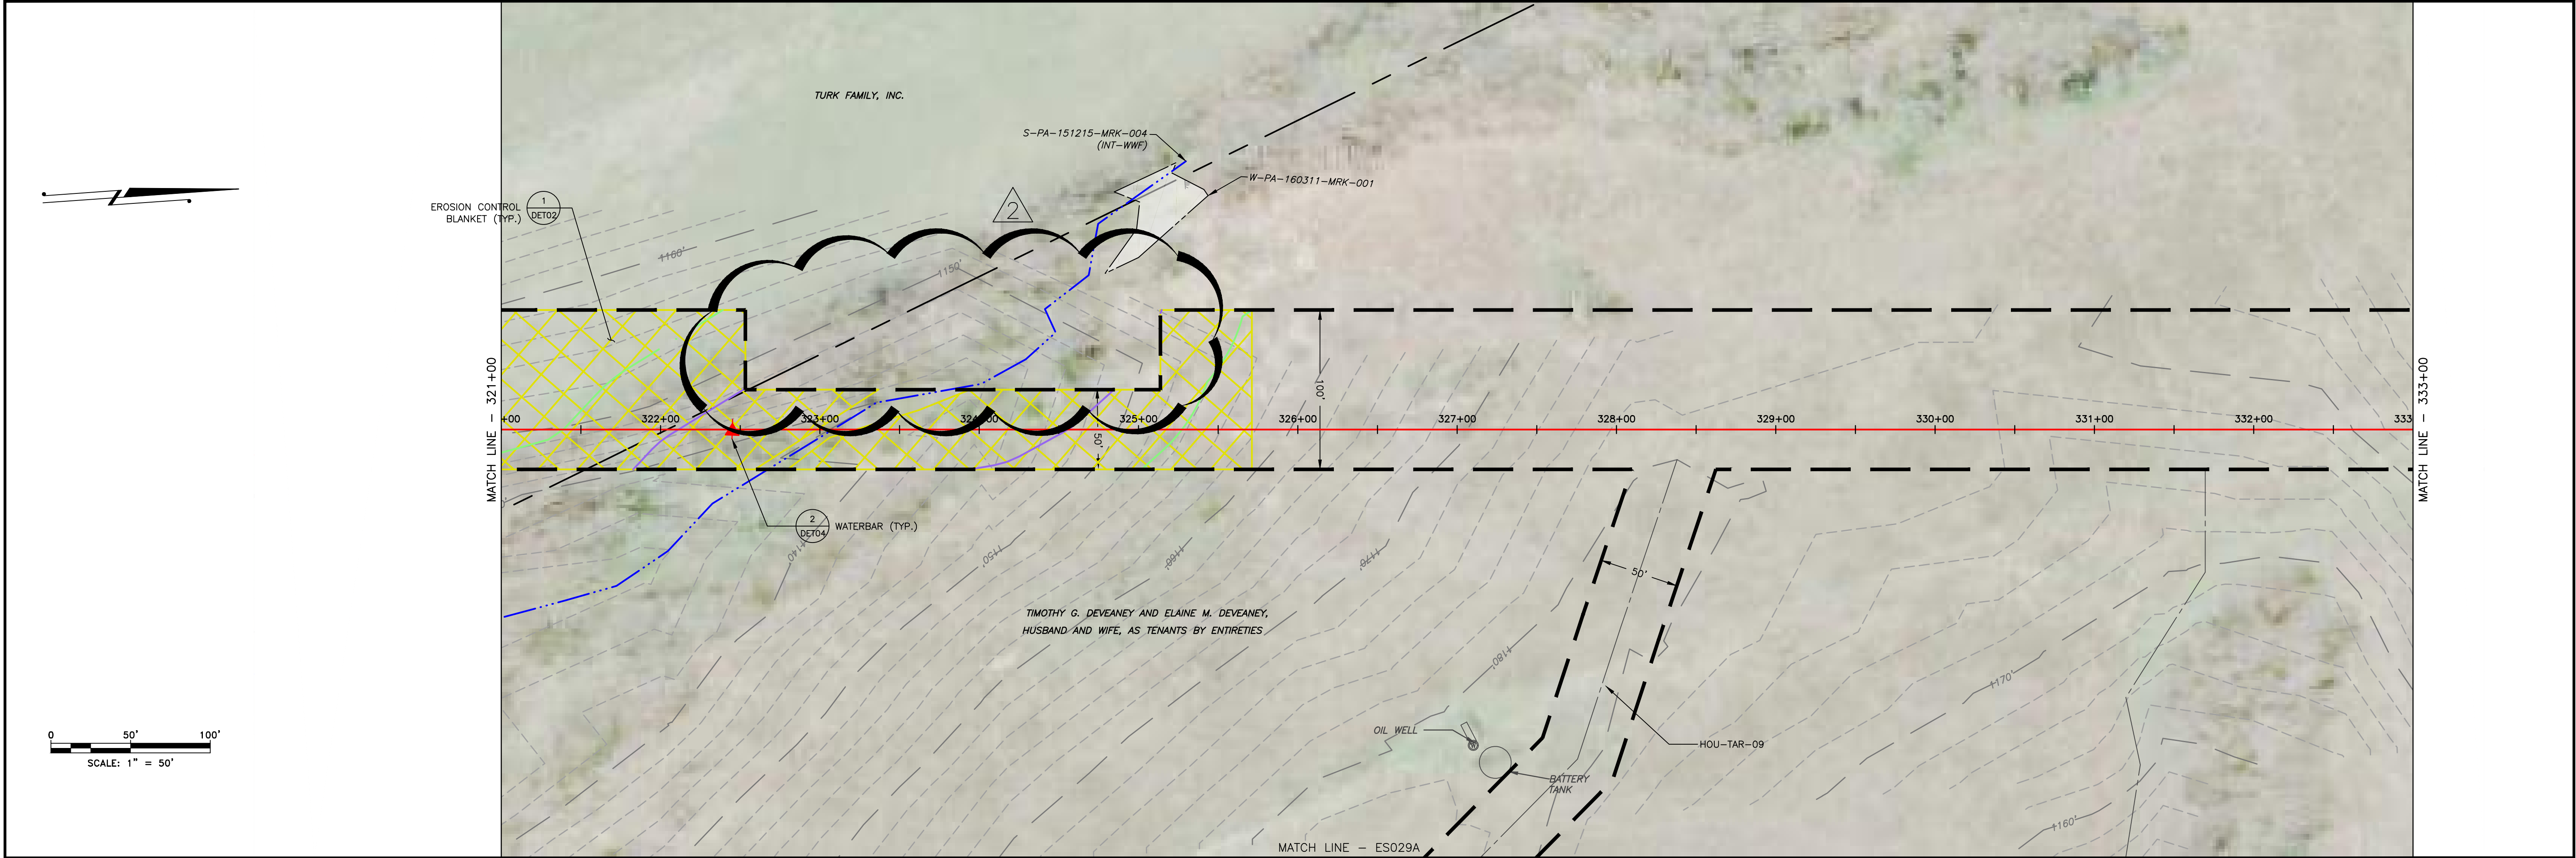 TURK FAMILY, INC.
S-PA-151215-MRK-004
(INT-WWF)
W-PA-160311-MRK-001
1
DET02
EROSION CONTROL
BLANKET (TYP.)
2
1160'
1150'
100'
MATCH LINE - 321+00
MATCH LINE - 333+00
+00
322+00
323+00
324+00
325+00
326+00
327+00
328+00
329+00
330+00
331+00
332+00
333
50'
2
DET04
WATERBAR (TYP.)
1140'
1150'
1160'
1170'
50'
TIMOTHY G. DEVEANEY AND ELAINE M. DEVEANEY,
HUSBAND AND WIFE, AS TENANTS BY ENTIRETIES
1180'
1170'
OIL WELL
HOU-TAR-09
BATTERY
TANK
1160'
0 50' 100'
SCALE: 1" = 50'
MATCH LINE - ES029A